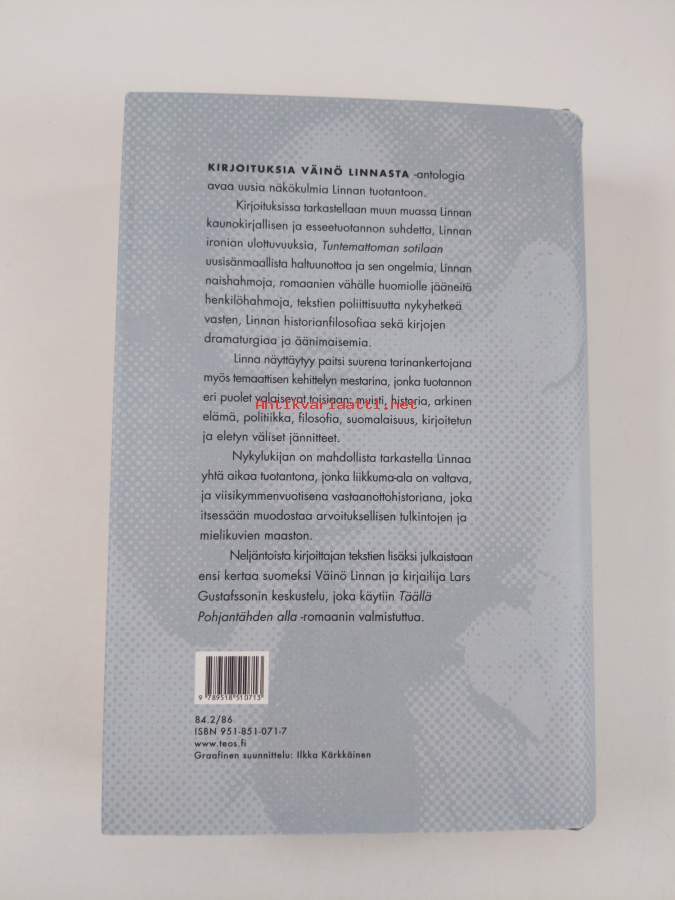 KIRJOITUKSIA VÄINÖ LINNASTA -antologia
avaa uusia näkökulmia Linnan tuotantoon.
Kirjoituksissa tarkastellaan muun muassa Linnan
kaunokirjallisen ja esseetuotannon suhdetta, Linnan
ironian ulottuvuuksia, Tuntemattoman sotilaan
uusisänmaallista haltuunottoa ja sen ongelmia, Linnan
naishahmoja, romaanien vähälle huomiolle jääneitä
henkilöhahmoja, tekstien poliittisuutta nykyhetkeä
vasten, Linnan historianfilosofiaa sekä kirjojen
dramaturgiaa ja äänimaisemia.
Linna näyttäytyy paitsi suurena tarinankertojana
myös temaattisen kehittelyn mestarina, jonka tuotannon
eri puolet valaisevat toisiaan: muisti, historia, arkinen
Antikvariaatti.net
elämä, politiikka, filosofia, suomalaisuus, kirjoitetun
ja eletyn väliset jännitteet.
Nykylukijan on mahdollista tarkastella Linnaa
yhtä aikaa tuotantona, jonka liikkuma-ala on valtava,
ja viisikymmenvuotisena vastaanottohistoriana, joka
itsessään muodostaa arvoituksellisen tulkintojen ja
mielikuvien maaston.
Neljäntoista kirjoittajan tekstien lisäksi julkaistaan
ensi kertaa suomeksi Väinö Linnan ja kirjailija Lars
Gustafssonin keskustelu, joka käytiin Täällä
Pohjantähden alla -romaanin valmistuttua.
9 789518 510713
84.2/86
ISBN 951-851-071-7
www.teos.fi
Graafinen suunnittelu: Ilkka Kärkkäinen